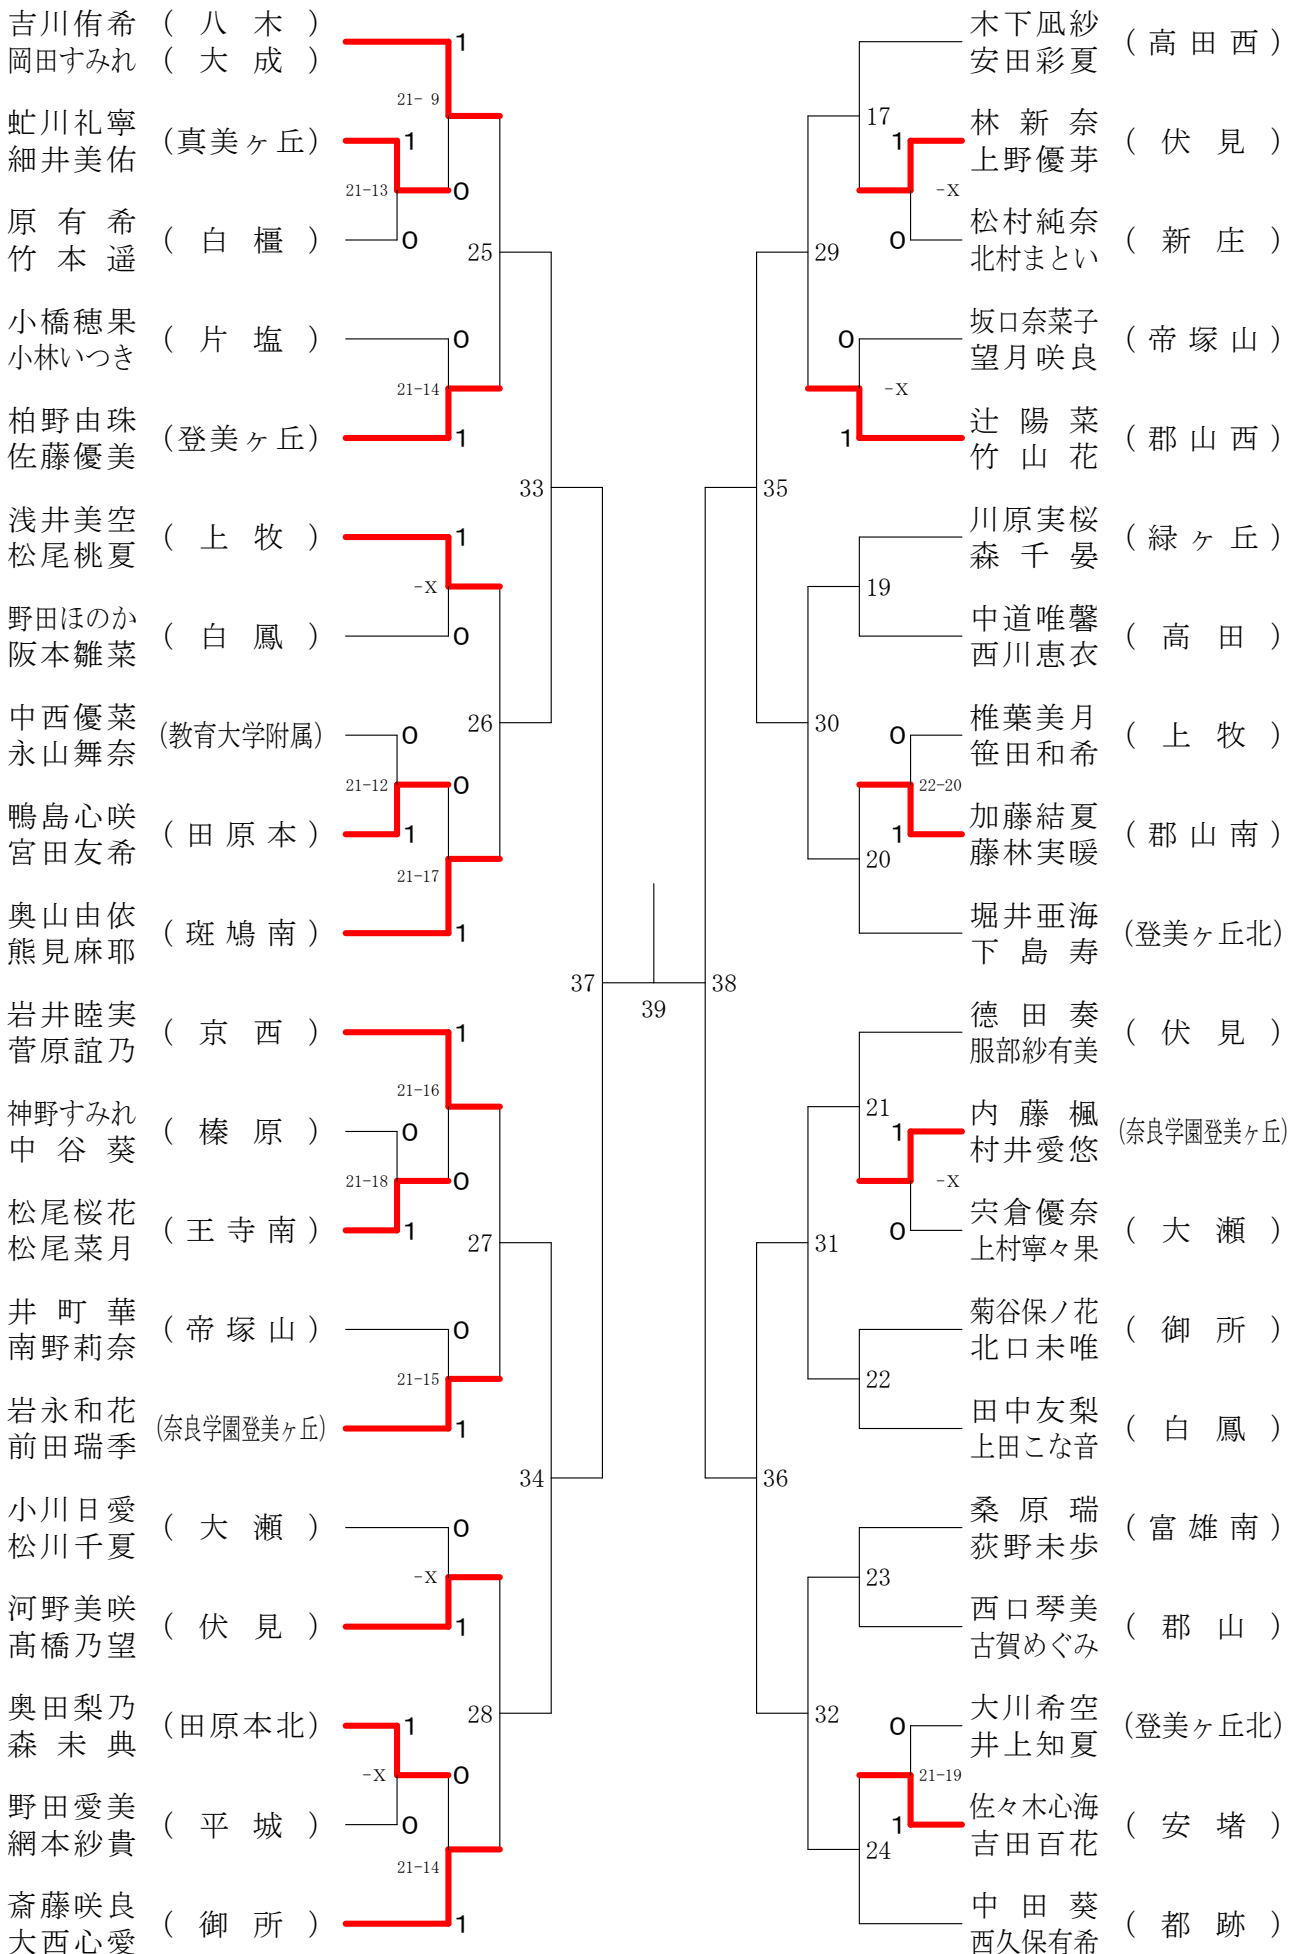 吉川侑希 ( 八木 )
岡田すみれ ( 大成 )
1
21- 9
虻川礼寧
細井美佑
(真美ヶ丘)
1
21-13
0
原有希
竹本遥
( 白橿 )
0
25
小橋穂果
小林いつき
( 片塩 )
0
21-14
柏野由珠
佐藤優美
(登美ヶ丘)
1
33
浅井美空
松尾桃夏
( 上牧 )
1
-X
野田ほのか
阪本雛菜
( 白鳳 )
0
中西優菜
永山舞奈
(教育大学附属)
0
26
21-12
0
鴨島心咲
宮田友希
( 田原本 )
1
21-17
奥山由依
熊見麻耶
( 斑鳩南 )
1
37
39
38
岩井睦実
菅原誼乃
( 京西 )
1
21-16
神野すみれ
中谷葵
( 榛原 )
0
21-18
0
松尾桜花
松尾菜月
( 王寺南 )
1
27
井町華
南野莉奈
( 帝塚山 )
0
21-15
岩永和花
前田瑞季
(奈良学園登美ヶ丘)
1
34
小川日愛
松川千夏
( 大瀬 )
0
-X
河野美咲
髙橋乃望
( 伏見 )
1
奥田梨乃
森未典
(田原本北)
1
28
-X
0
野田愛美
網本紗貴
( 平城 )
0
21-14
斎藤咲良
大西心愛
( 御所 )
1
木下凪紗
安田彩夏
( 高田西 )
17
林新奈
上野優芽
( 伏見 )
1
-X
松村純奈
北村まとい
( 新庄 )
0
29
坂口奈菜子
望月咲良
( 帝塚山 )
0
-X
辻陽菜
竹山花
( 郡山西 )
1
35
川原実桜
森千晏
( 緑ヶ丘 )
19
中道唯馨
西川恵衣
( 高田 )
30
椎葉美月
笹田和希
( 上牧 )
0
22-20
加藤結夏
藤林実暖
( 郡山南 )
1
20
堀井亜海
下島寿
(登美ヶ丘北)
德田奏
服部紗有美
( 伏見 )
21
内藤楓
村井愛悠
(奈良学園登美ヶ丘)
1
-X
宍倉優奈
上村寧々果
( 大瀬 )
0
31
菊谷保ノ花
北口未唯
( 御所 )
22
田中友梨
上田こな音
( 白鳳 )
36
桑原瑞
荻野未歩
( 富雄南 )
23
西口琴美
古賀めぐみ
( 郡山 )
32
大川希空
井上知夏
(登美ヶ丘北)
0
21-19
佐々木心海
吉田百花
( 安堵 )
1
24
中田葵
西久保有希
( 都跡 )